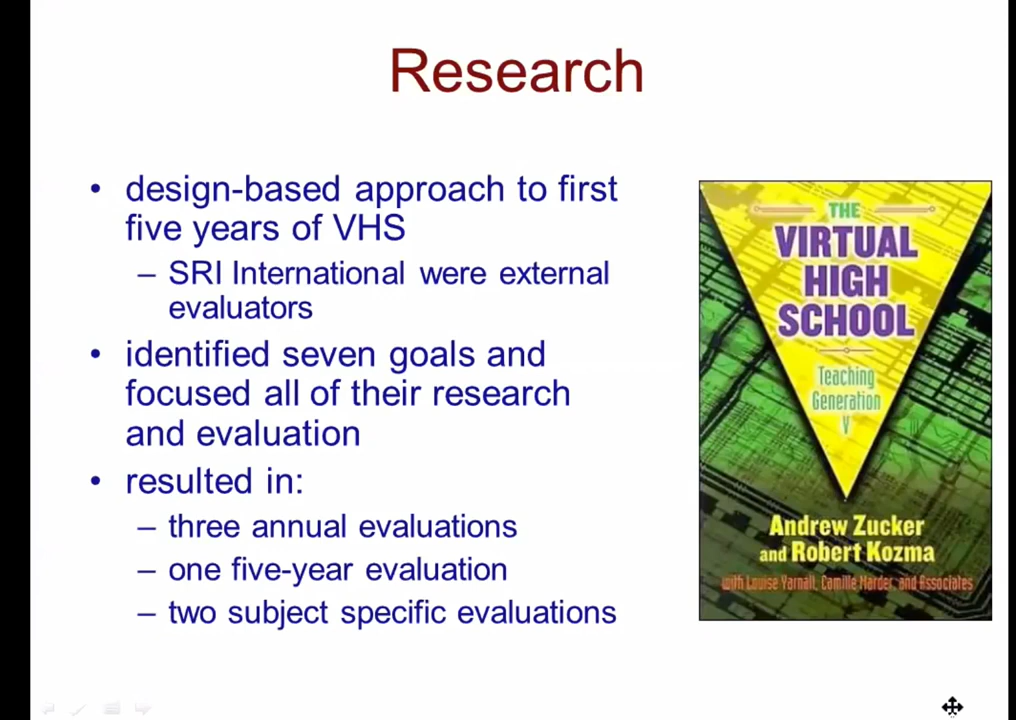 Research
• design-based approach to first
five years of VHS
– SRI International were external
evaluators
• identified seven goals and
focused all of their research
and evaluation
• resulted in:
– three annual evaluations
– one five-year evaluation
– two subject specific evaluations
THE
VIRTUAL
HIGH
SCHOOL
Teaching
Generation
V
Andrew Zucker
and Robert Kozma
with Louise Yarnall, Camille Marder, and Associates